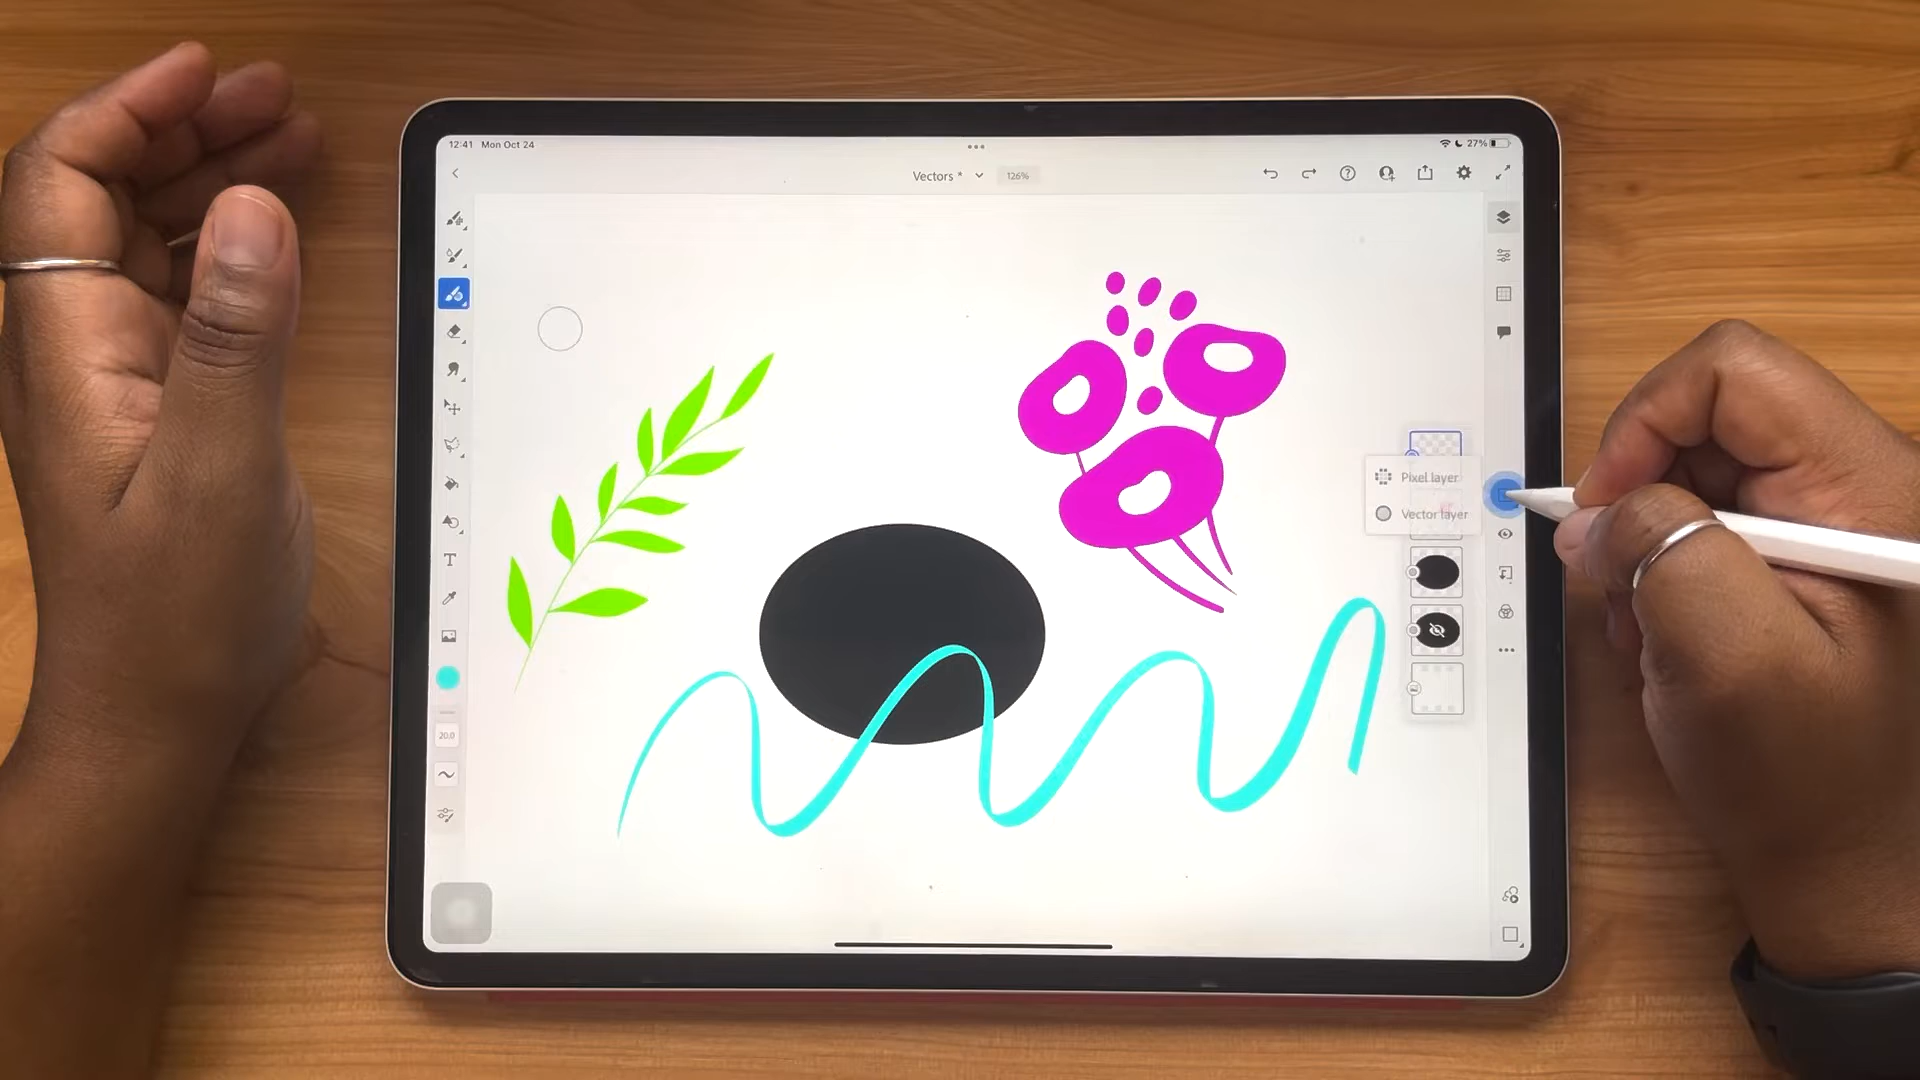 12:41 Mon Oct 24
27%
Vectors *
126%
Pixel layer
Vector layer
T
20.0